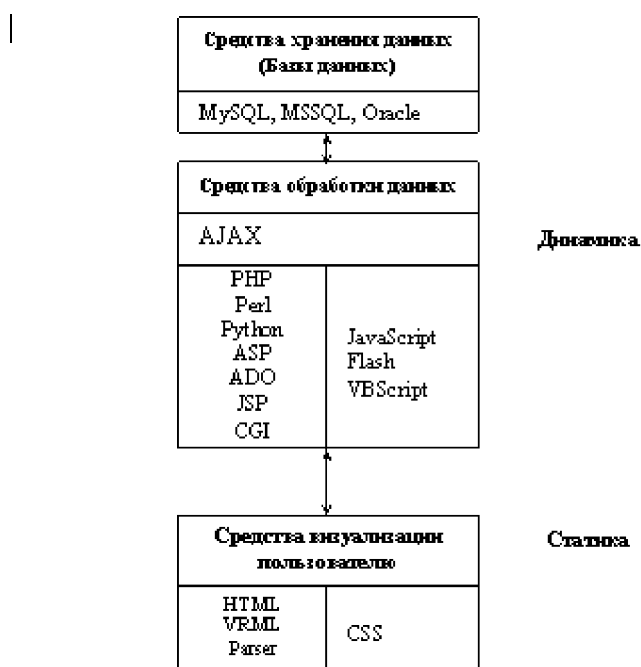 Средства хранения данных
(Базы данных)
MySQL, MSSQL, Oracle
Средства обработки данных
AJAX
Динамика
PHP
Perl
Python
ASP
ADO
JSP
CGI
JavaScript
Flash
VBScript
Средства визуализации
пользователю
Статика
HTML
VRML
Parser
CSS